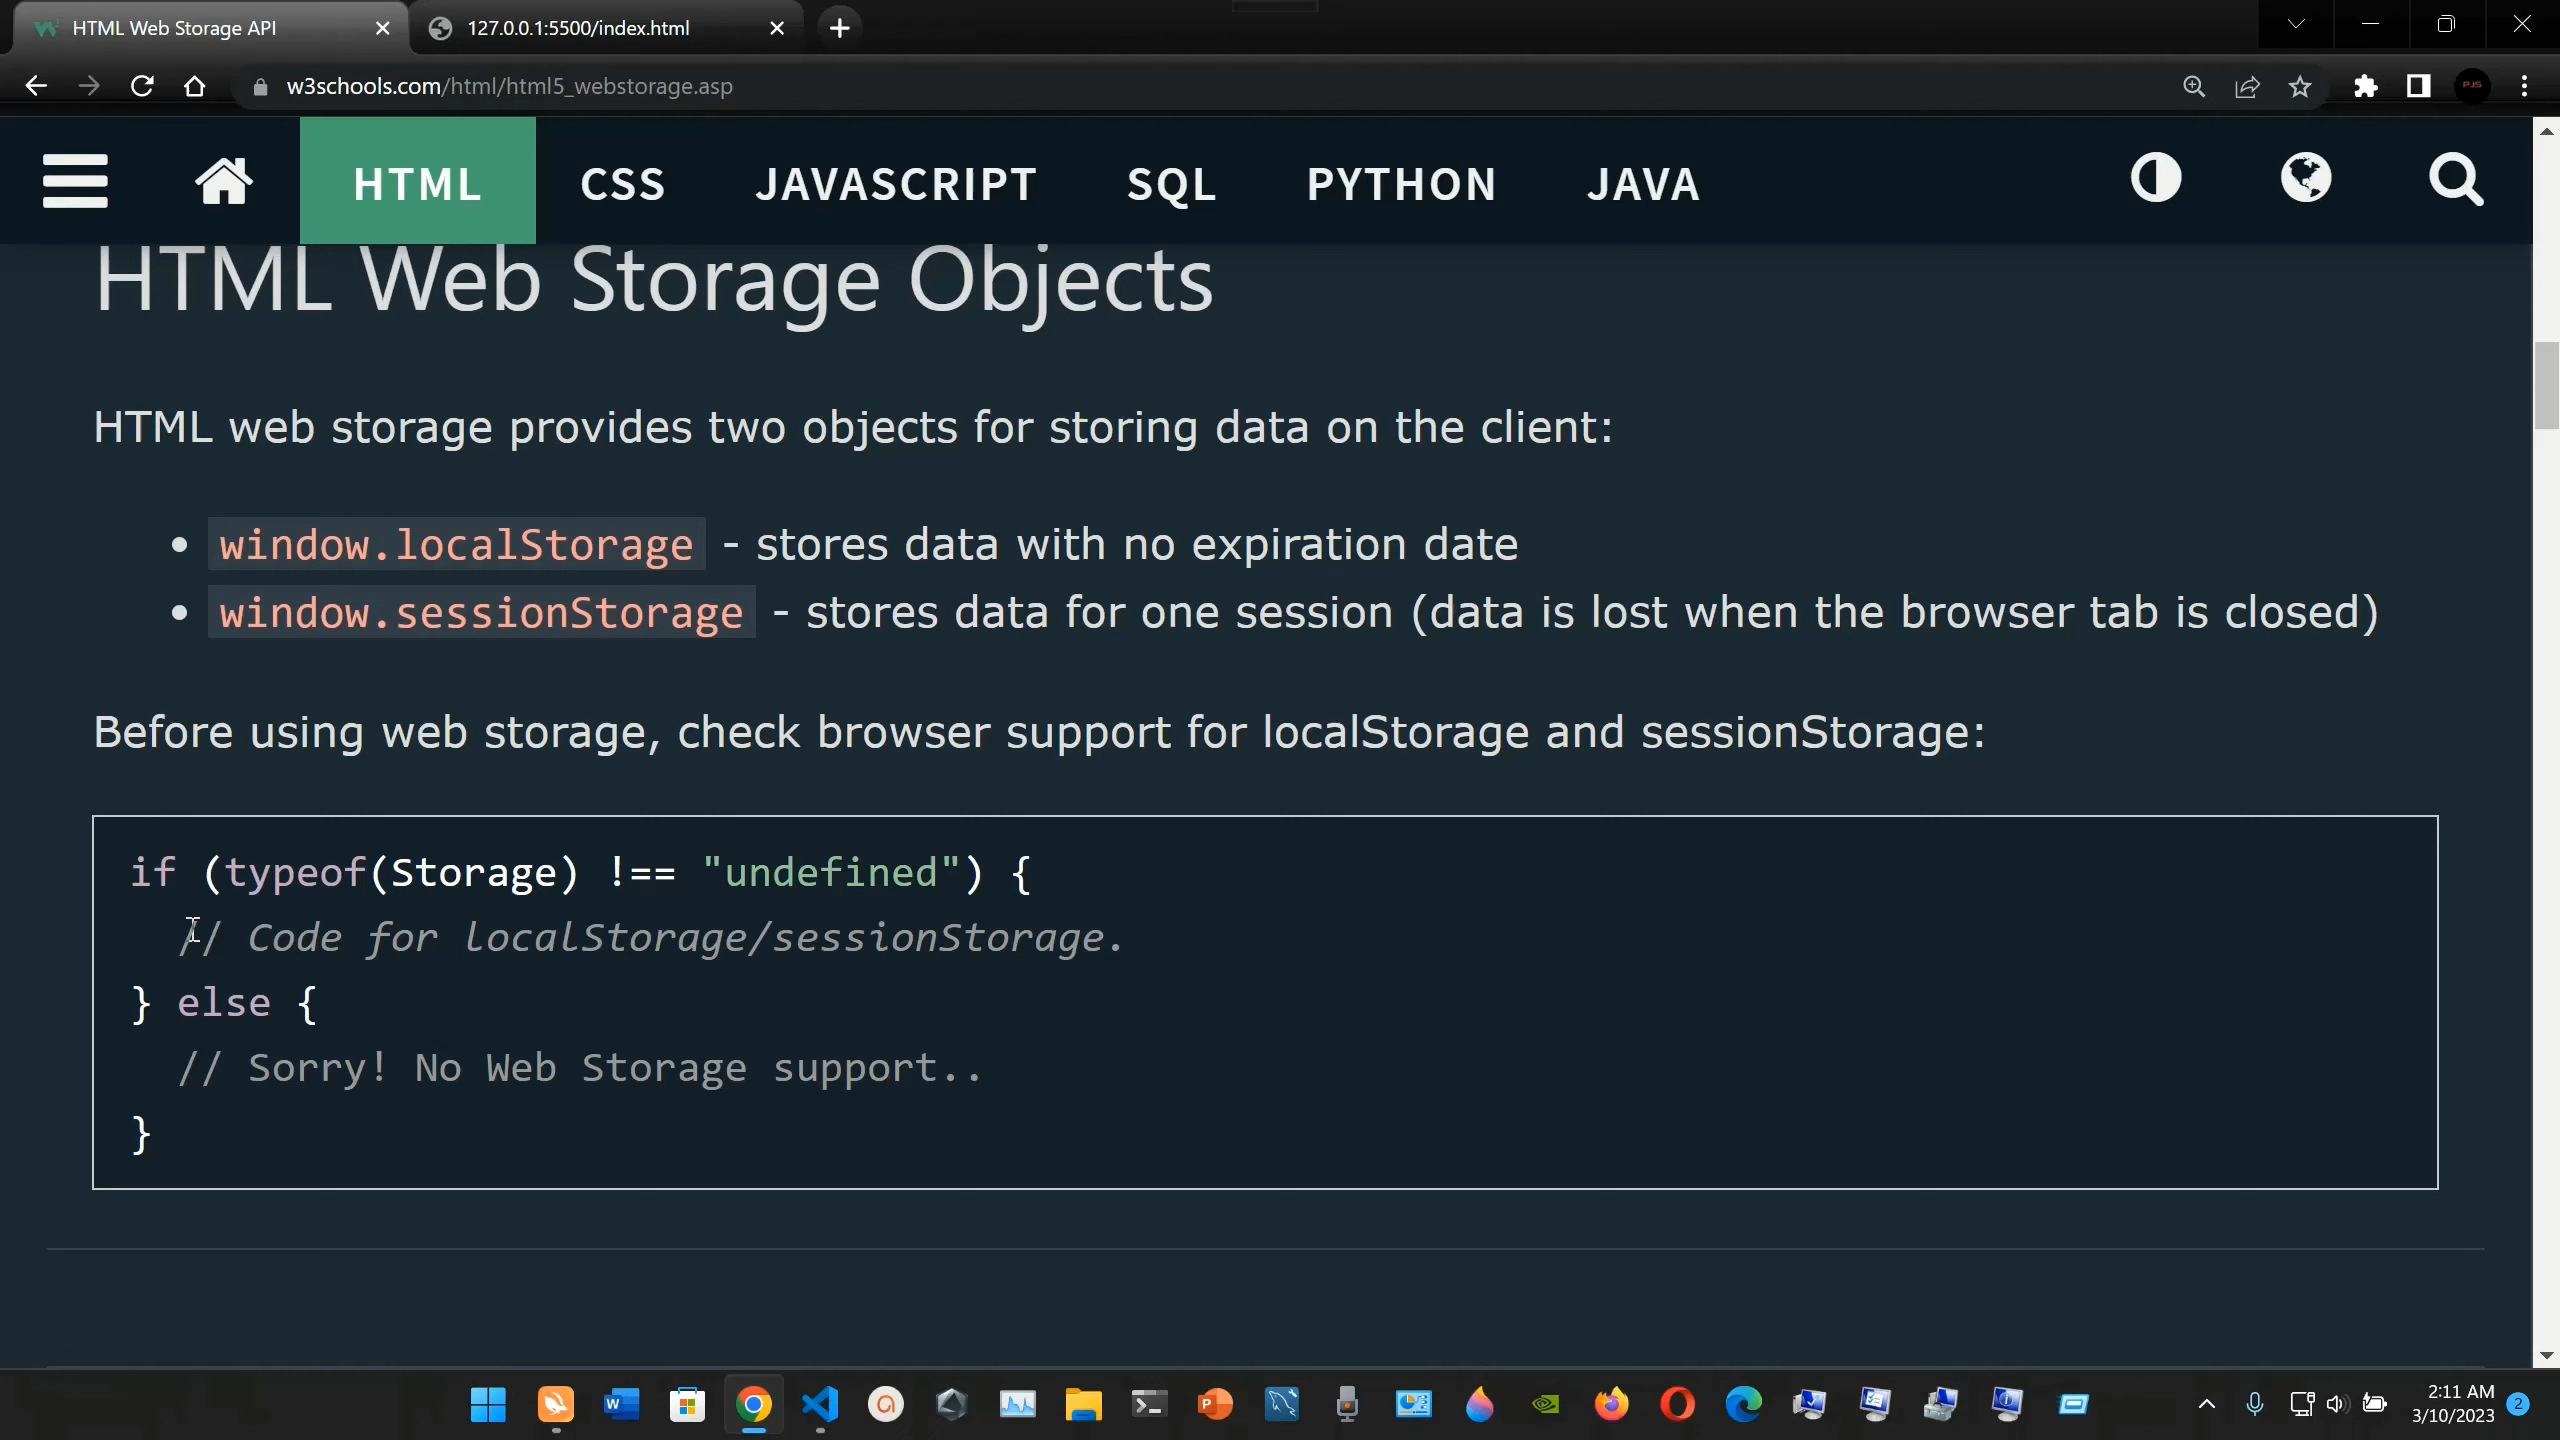 HTML Web Storage API
127.0.0.1:5500/index.html
w3schools.com/html/html5_webstorage.asp
PJS
HTML CSS JAVASCRIPT SQL PYTHON JAVA
HTML Web Storage Objects
HTML web storage provides two objects for storing data on the client:
• window.localStorage - stores data with no expiration date
• window.sessionStorage - stores data for one session (data is lost when the browser tab is closed)
Before using web storage, check browser support for localStorage and sessionStorage:
if (typeof(Storage) !== "undefined") {
// Code for localStorage/sessionStorage.
} else {
// Sorry! No Web Storage support..
}
2:11 AM
3/10/2023
2